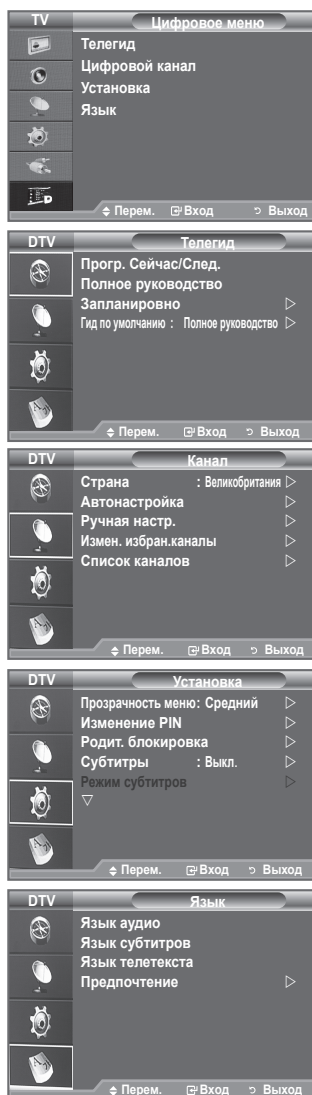 TV Цифровое меню
Телегид
Цифровой канал
Установка
Язык
Перем. Вход Выход
DTV Телегид
Прогр. Сейчас/След.
Полное руководство
Запланировно
Гид по умолчанию : Полное руководство
Перем. Вход Выход
DTV Канал
Страна : Великобритания
Автонастройка
Ручная настр.
Измен. избран.каналы
Список каналов
Перем. Вход Выход
DTV Установка
Прозрачность меню: Средний
Изменение PIN
Родит. блокировка
Субтитры : Выкл.
Режим субтитров
Перем. Вход Выход
DTV Язык
Язык аудио
Язык субтитров
Язык телетекста
Предпочтение
Перем. Вход Выход